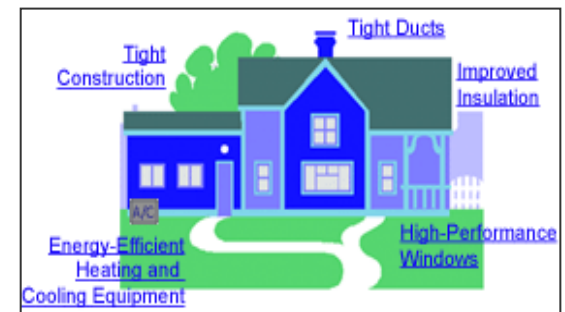 Tight Ducts
Tight
Construction
Improved
Insulation
A/C
High-Performance
Windows
Energy-Efficient
Heating and
Cooling Equipment